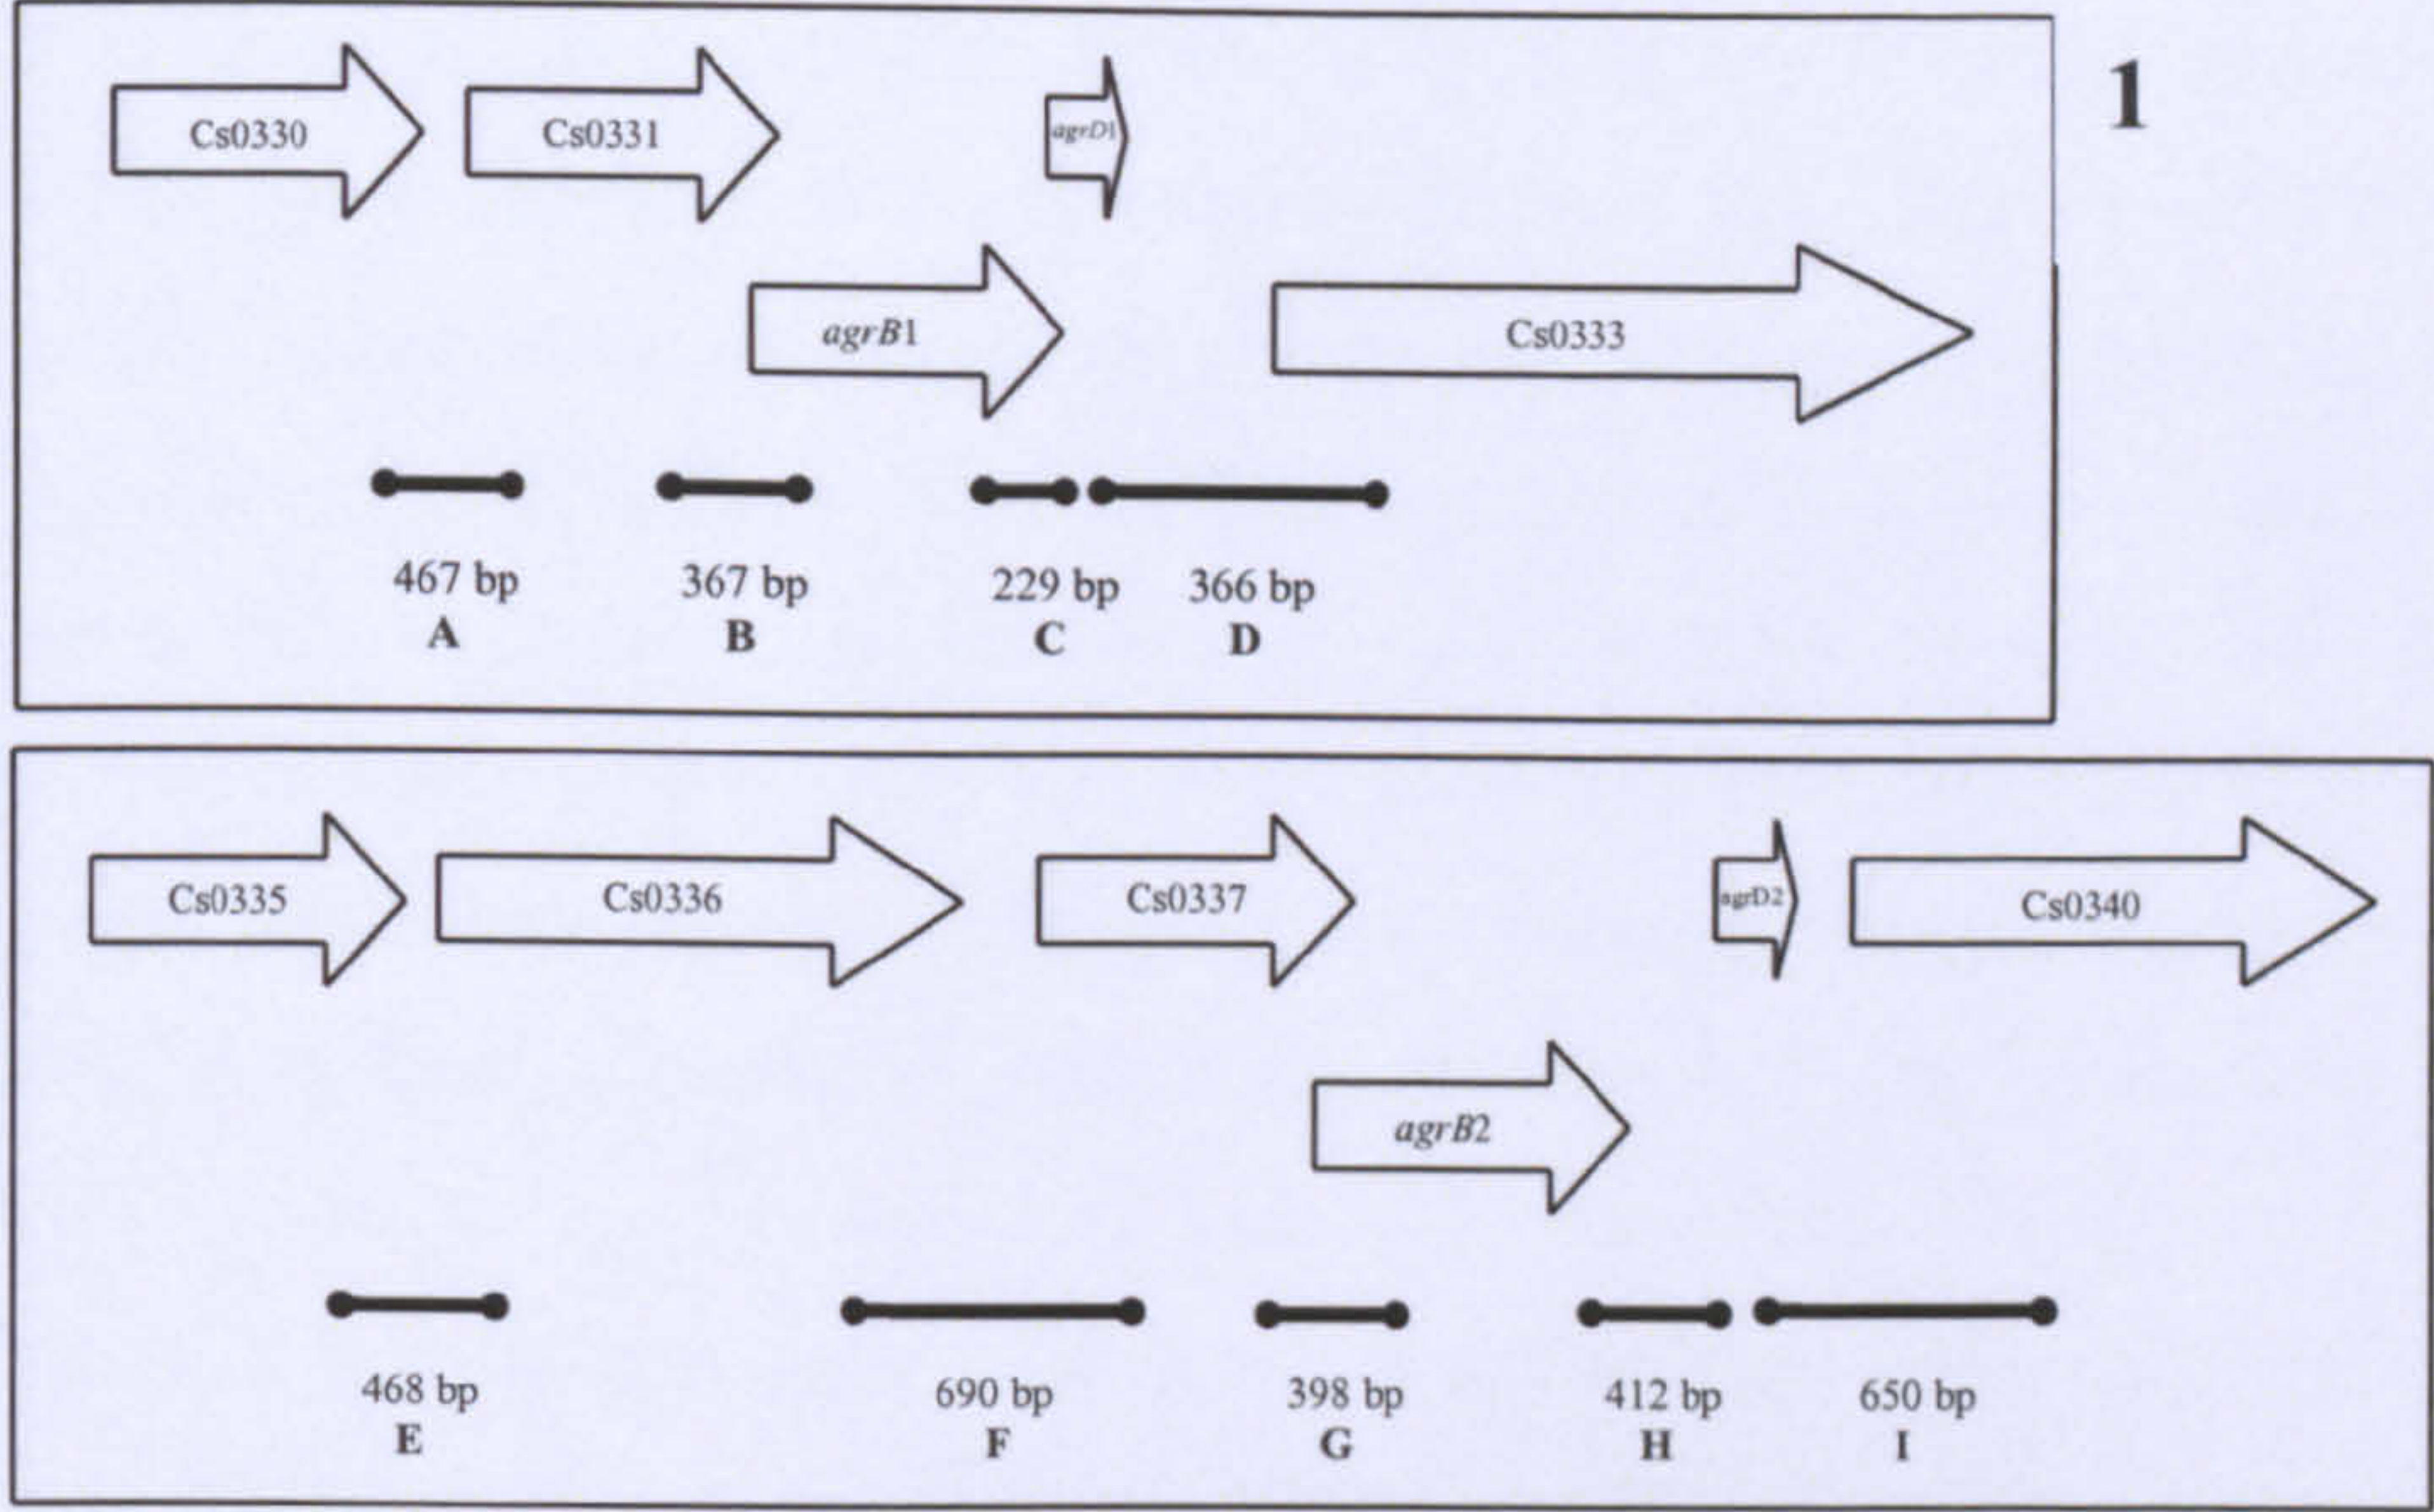 1
Cs0330
Cs0331
agrD1
agrB1
Cs0333
467 bp
367 bp
229 bp
366 bp
A
B
C
D
Cs0335
Cs0336
Cs0337
agrD2
Cs0340
agrB2
468 bp
690 bp
398 bp
412 bp
650 bp
E
F
G
H
I